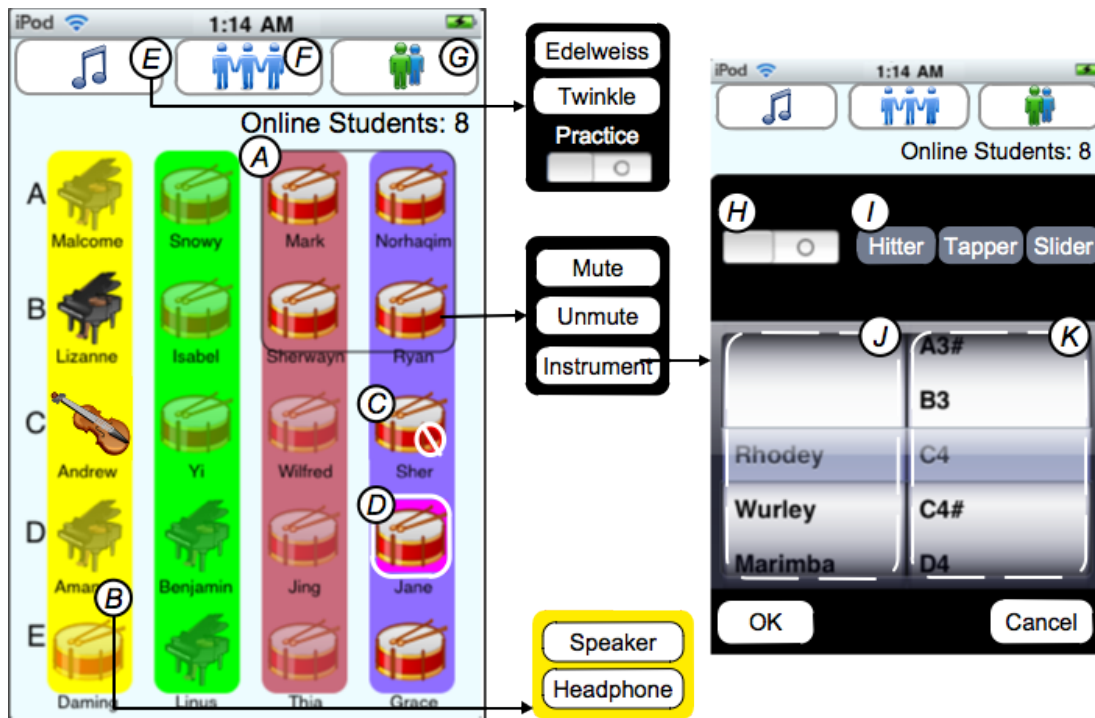 iPod 1:14 AM
E F G
Online Students: 8
A
A Malcome Snowy Mark Norhaqim
B Lizanne Isabel Sherwayn Ryan
C Andrew Yi Wilfred Sher
C
D
D Benjamin Jing Jane
B
E Daming Linus Thia Grace
Edelweiss
Twinkle
Practice
Mute
Unmute
Instrument
Speaker
Headphone
iPod 1:14 AM
Online Students: 8
H I
Hitter Tapper Slider
J K
A3#
B3
Rhodey C4
Wurley C4#
Marimba D4
OK Cancel